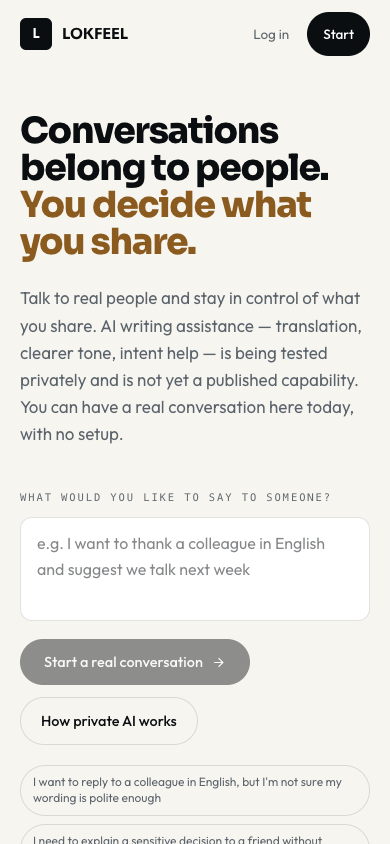 L
LOKFEEL
Log in
Start
Conversations
belong to people.
You decide what
you share.
Talk to real people and stay in control of what
you share. AI writing assistance — translation,
clearer tone, intent help — is being tested
privately and is not yet a published capability.
You can have a real conversation here today,
with no setup.
WHAT WOULD YOU LIKE TO SAY TO SOMEONE?
e.g. I want to thank a colleague in English
and suggest we talk next week
Start a real conversation →
How private AI works
I want to reply to a colleague in English, but I'm not sure my
wording is polite enough
I need to explain a sensitive decision to a friend without